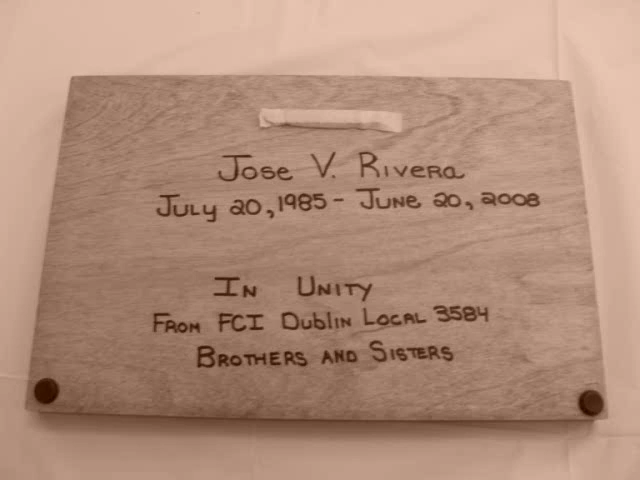 Jose V. Rivera
July 20, 1985 - June 20, 2008
In Unity
From FCI Dublin Local 3584
Brothers and Sisters